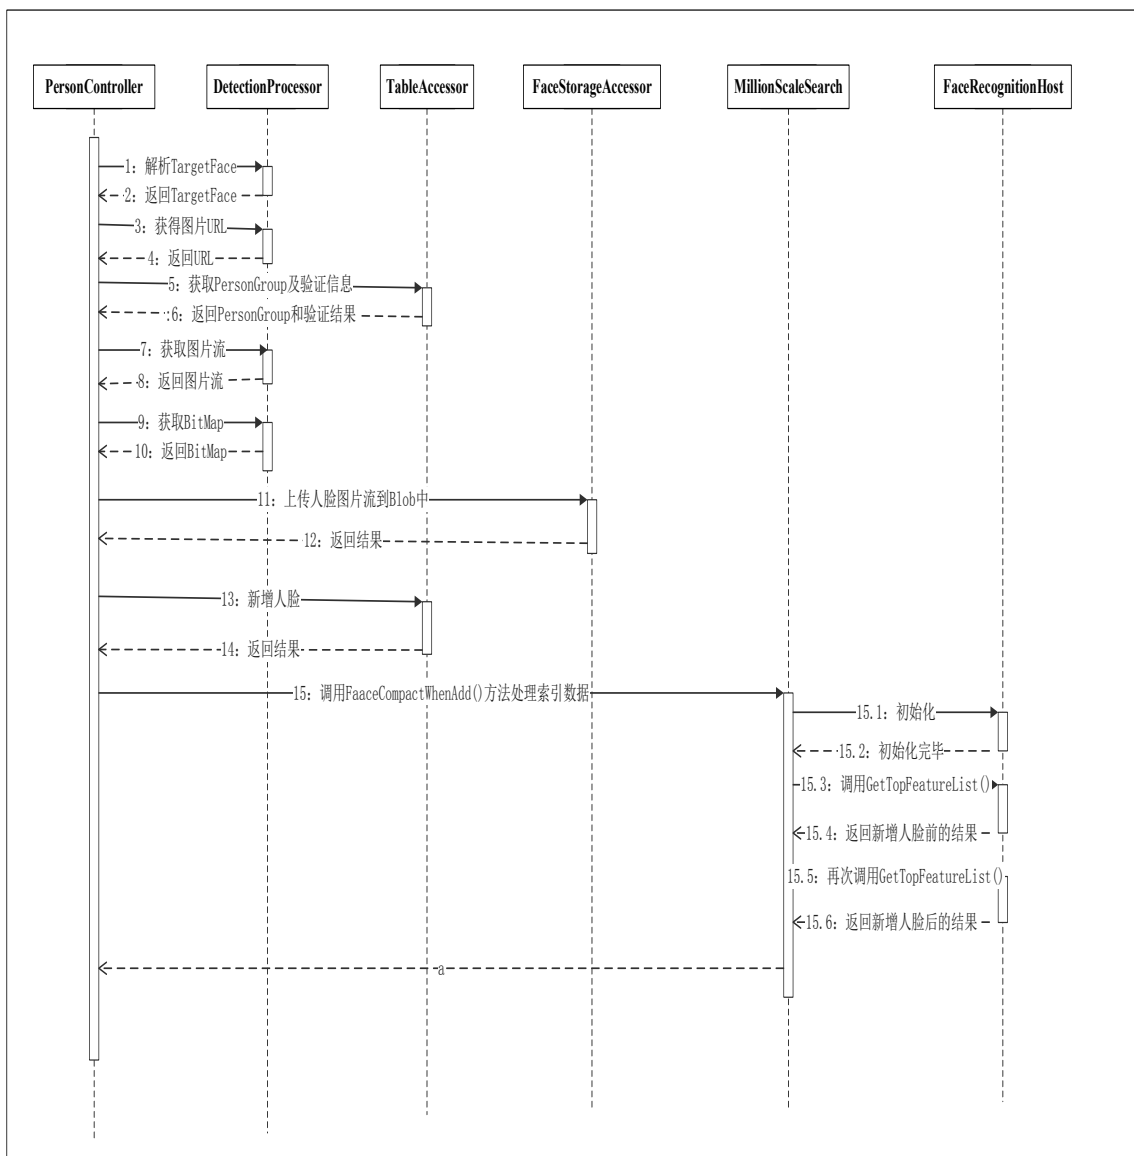 PersonController
DetectionProcessor
TableAccessor
FaceStorageAccessor
MillionScaleSearch
FaceRecognitionHost
1: 解析TargetFace
2: 返回TargetFace
3: 获得图片URL
4: 返回URL
5: 获取PersonGroup及验证信息
:6: 返回PersonGroup和验证结果
7: 获取图片流
8: 返回图片流
9: 获取BitMap
10: 返回BitMap
11: 上传人脸图片流到Blob中
12: 返回结果
13: 新增人脸
14: 返回结果
15: 调用FaaceCompactWhenAdd()方法处理索引数据
15.1: 初始化
15.2: 初始化完毕
15.3: 调用GetTopFeatureList()
15.4: 返回新增人脸前的结果
15.5: 再次调用GetTopFeatureList()
15.6: 返回新增人脸后的结果
a